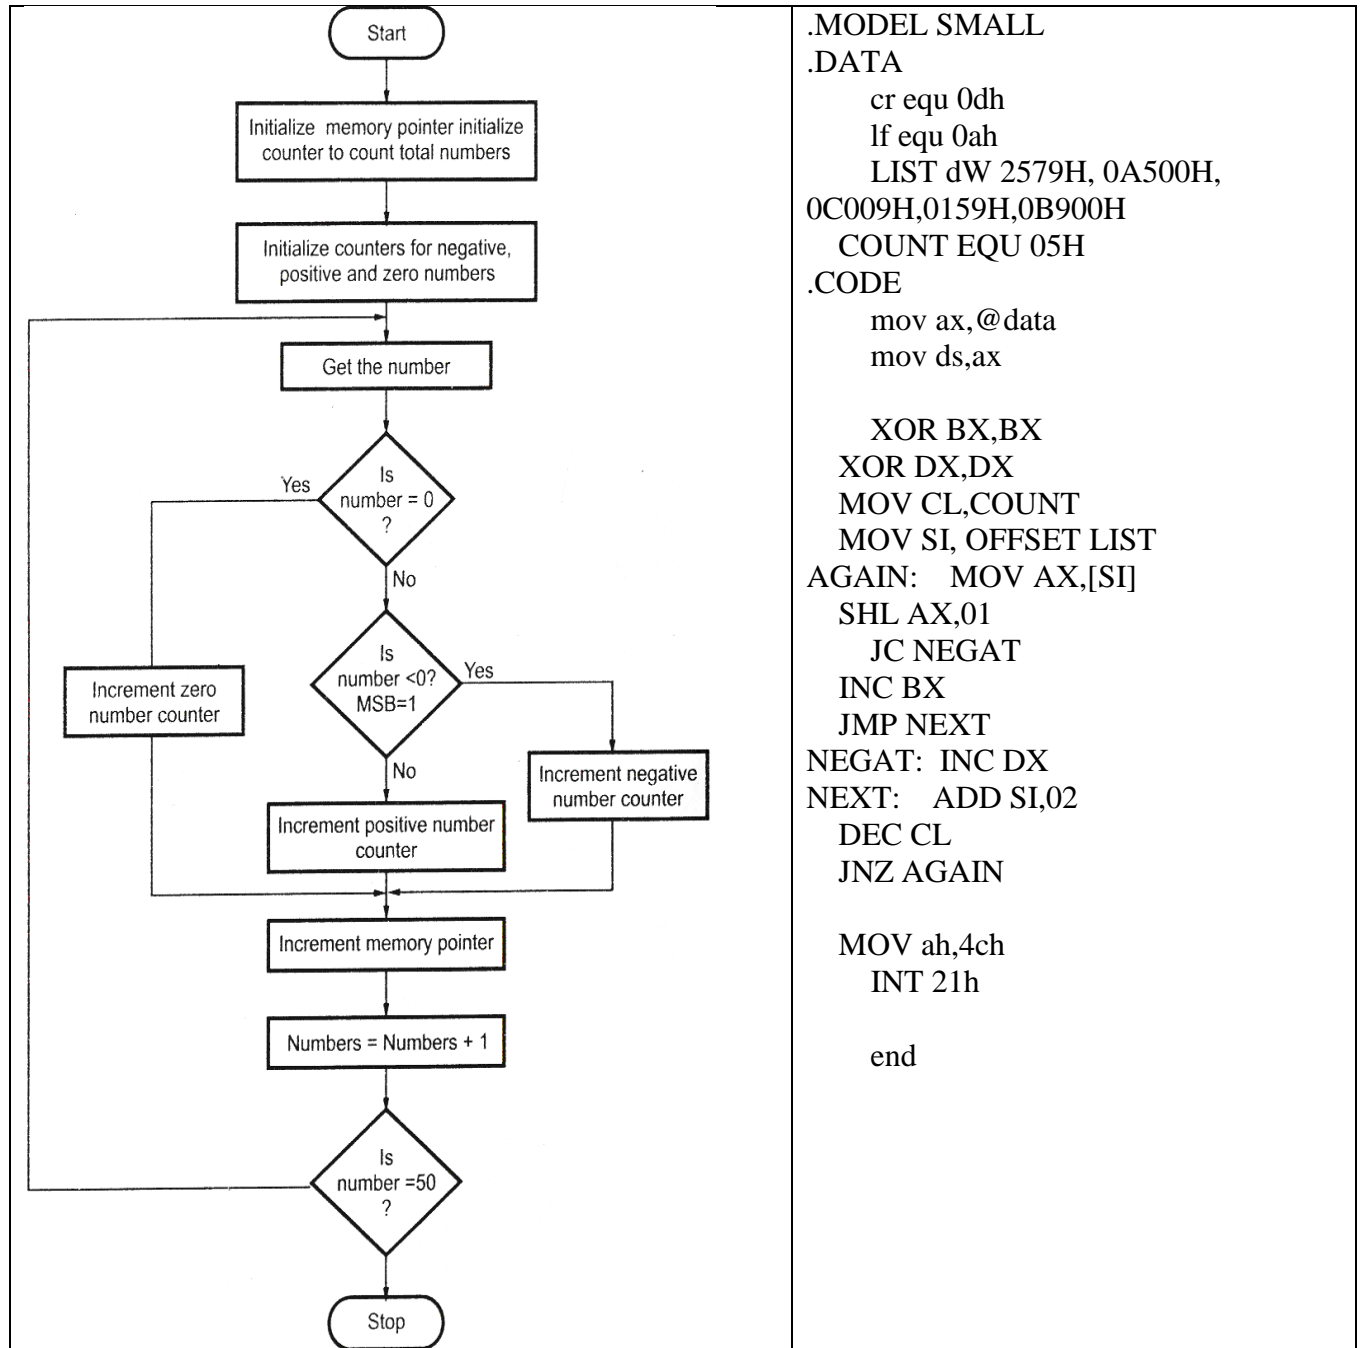 Start
Initialize memory pointer initialize
counter to count total numbers
Initialize counters for negative,
positive and zero numbers
Get the number
Is
number = 0
?
Yes
No
Is
number <0?
MSB=1
Yes
Increment zero
number counter
No
Increment negative
number counter
Increment positive number
counter
Increment memory pointer
Numbers = Numbers + 1
Is
number =50
?
Stop
.MODEL SMALL
.DATA
cr equ 0dh
lf equ 0ah
LIST dW 2579H, 0A500H,
0C009H,0159H,0B900H
COUNT EQU 05H
.CODE
mov ax,@data
mov ds,ax
XOR BX,BX
XOR DX,DX
MOV CL,COUNT
MOV SI, OFFSET LIST
AGAIN: MOV AX,[SI]
SHL AX,01
JC NEGAT
INC BX
JMP NEXT
NEGAT: INC DX
NEXT: ADD SI,02
DEC CL
JNZ AGAIN
MOV ah,4ch
INT 21h
end